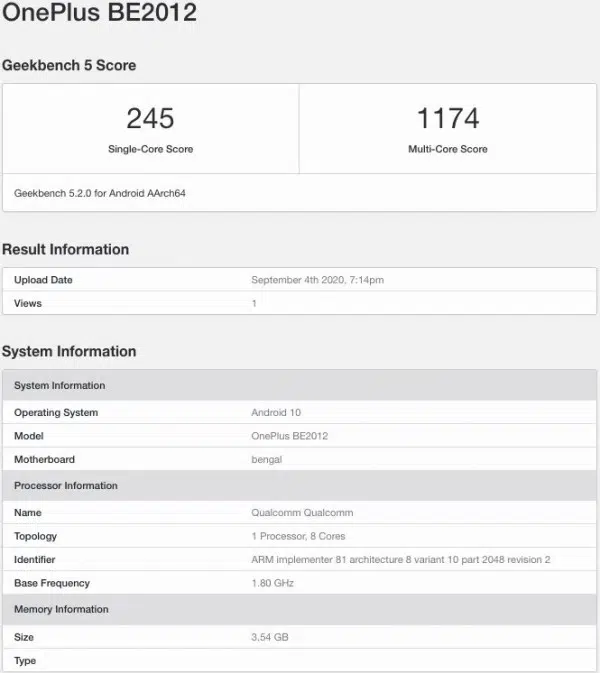 OnePlus BE2012
Geekbench 5 Score
245 1174
Single-Core Score Multi-Core Score
Geekbench 5.2.0 for Android AArch64
Result Information
Upload Date September 4th 2020, 7:14pm
Views 1
System Information
System Information
Operating System Android 10
Model OnePlus BE2012
Motherboard bengal
Processor Information
Name Qualcomm Qualcomm
Topology 1 Processor, 8 Cores
Identifier ARM implementer 81 architecture 8 variant 10 part 2048 revision 2
Base Frequency 1.80 GHz
Memory Information
Size 3.54 GB
Type